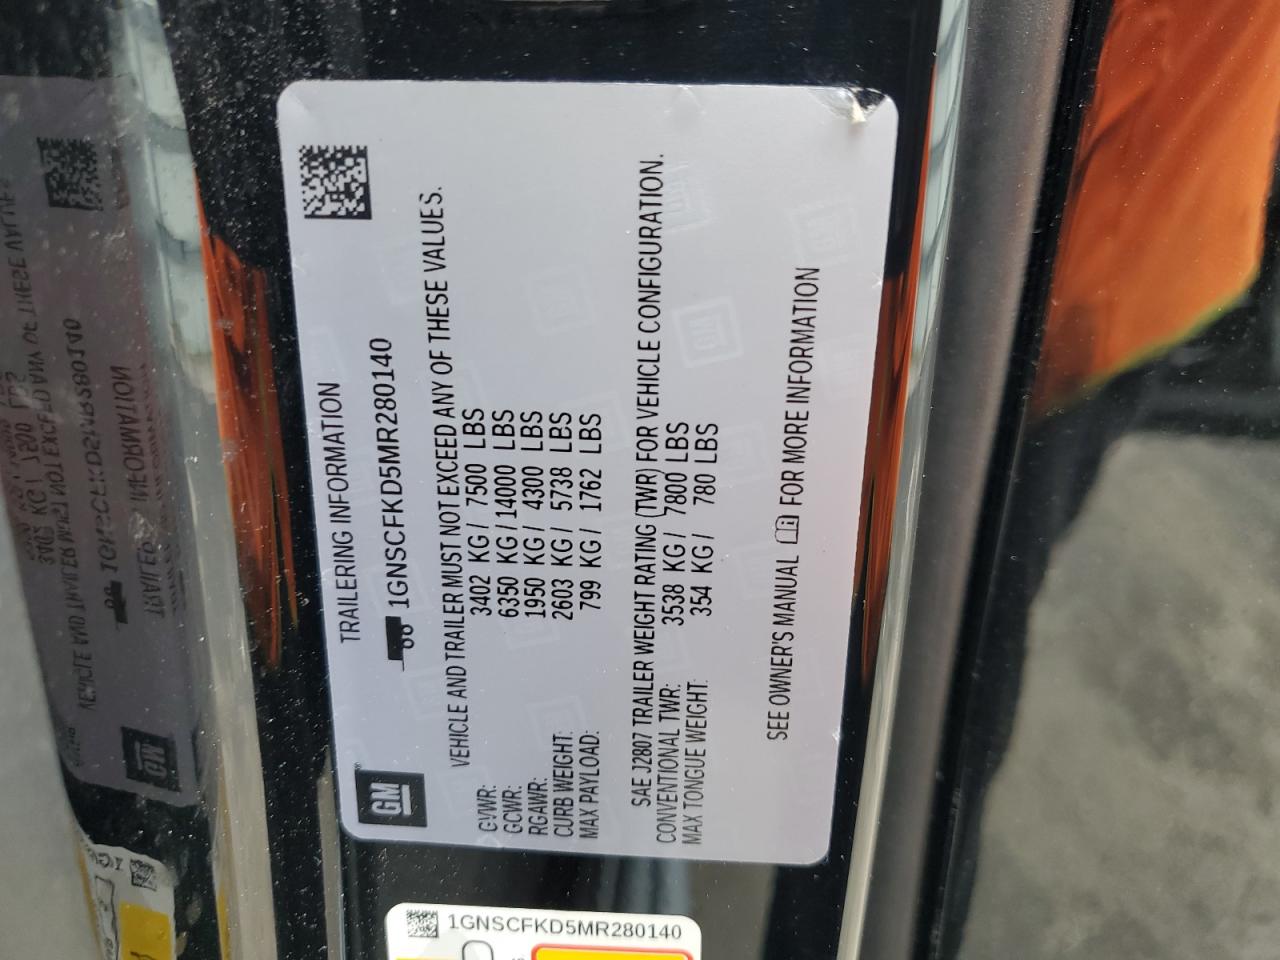 GM
TRAILERING INFORMATION
1GNSCFKD5MR280140
VEHICLE AND TRAILER MUST NOT EXCEED ANY OF THESE VALUES.
GVWR: 3402 KG / 7500 LBS
GCWR: 6350 KG / 14000 LBS
RGAWR: 1950 KG / 4300 LBS
CURB WEIGHT: 2603 KG / 5738 LBS
MAX PAYLOAD: 799 KG / 1762 LBS
SAE J2807 TRAILER WEIGHT RATING (TWR) FOR VEHICLE CONFIGURATION.
CONVENTIONAL TWR: 3538 KG / 7800 LBS
MAX TONGUE WEIGHT: 354 KG / 780 LBS
SEE OWNER'S MANUAL FOR MORE INFORMATION
1GNSCFKD5MR280140